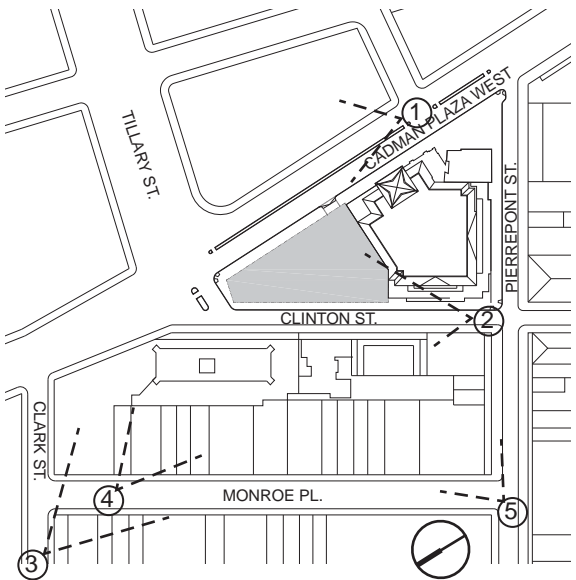 1
CADMAN PLAZA WEST
TILLARY ST.
PIERREPONT ST.
CLINTON ST.
2
CLARK ST.
4
MONROE PL.
5
3